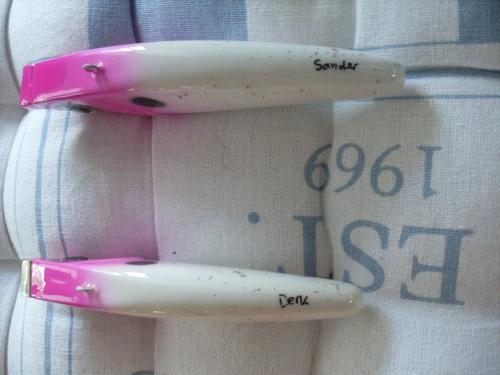 Sander
Derk
EST.
1969